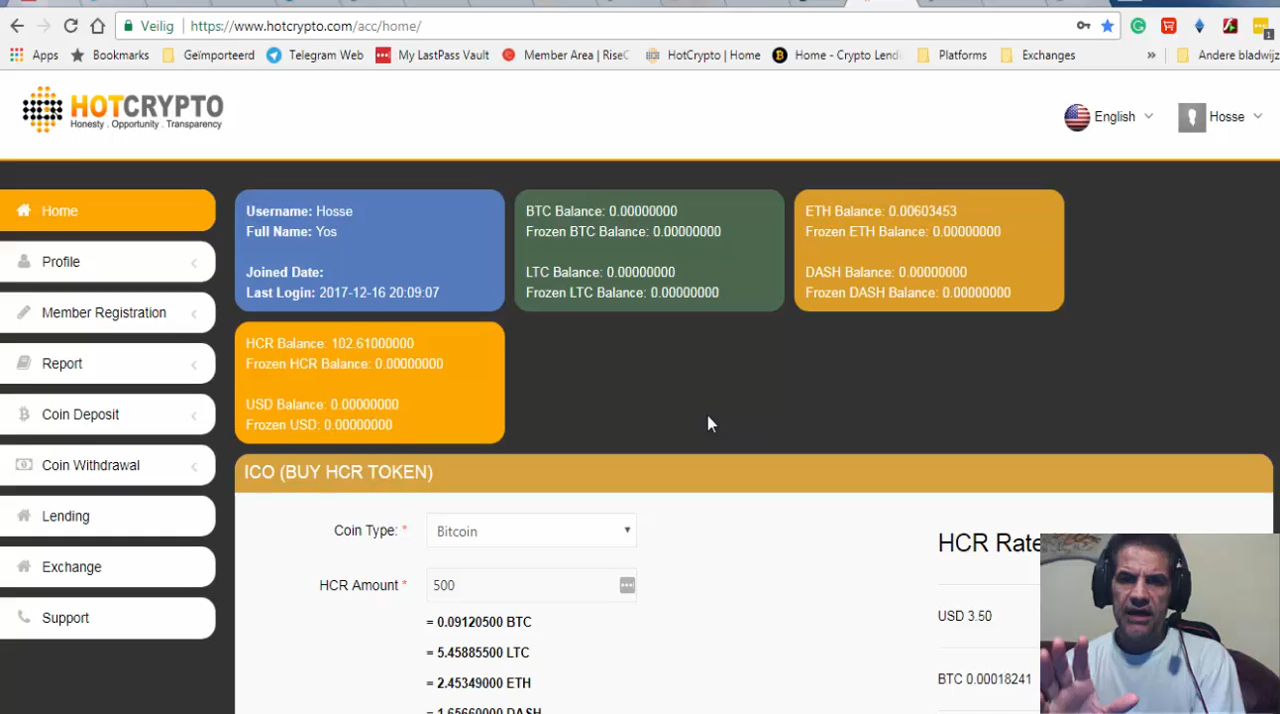 Veilig https://www.hotcrypto.com/acc/home/
Apps Bookmarks Geïmporteerd Telegram Web My LastPass Vault Member Area | RiseC HotCrypto | Home Home - Crypto Lendi Platforms Exchanges » Andere bladwijz
1
HOTCRYPTO
Honesty . Opportunity . Transparency
English
Hosse
Home
Profile
Member Registration
Report
Coin Deposit
Coin Withdrawal
Lending
Exchange
Support
Username: Hosse
Full Name: Yos
Joined Date:
Last Login: 2017-12-16 20:09:07
BTC Balance: 0.00000000
Frozen BTC Balance: 0.00000000
LTC Balance: 0.00000000
Frozen LTC Balance: 0.00000000
ETH Balance: 0.00603453
Frozen ETH Balance: 0.00000000
DASH Balance: 0.00000000
Frozen DASH Balance: 0.00000000
HCR Balance: 102.61000000
Frozen HCR Balance: 0.00000000
USD Balance: 0.00000000
Frozen USD: 0.00000000
ICO (BUY HCR TOKEN)
Coin Type: * Bitcoin
HCR Amount * 500
= 0.09120500 BTC
= 5.45885500 LTC
= 2.45349000 ETH
= 1.65660000 DASH
HCR Rate
USD 3.50
BTC 0.00018241